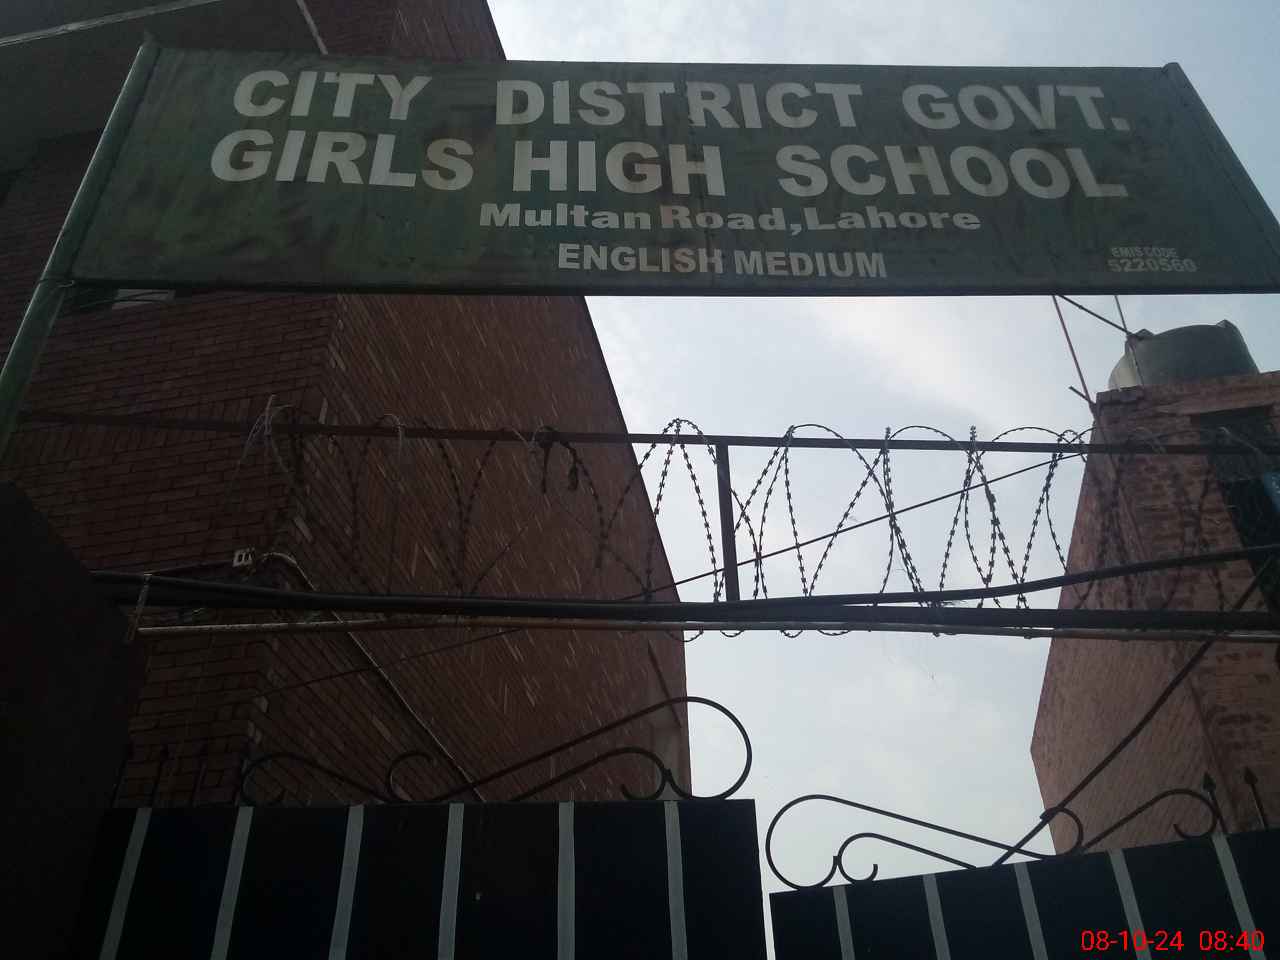 CITY DISTRICT GOVT.
GIRLS HIGH SCHOOL
Multan Road, Lahore
ENGLISH MEDIUM
EMIS CODE
5220560
08-10-24 08:40